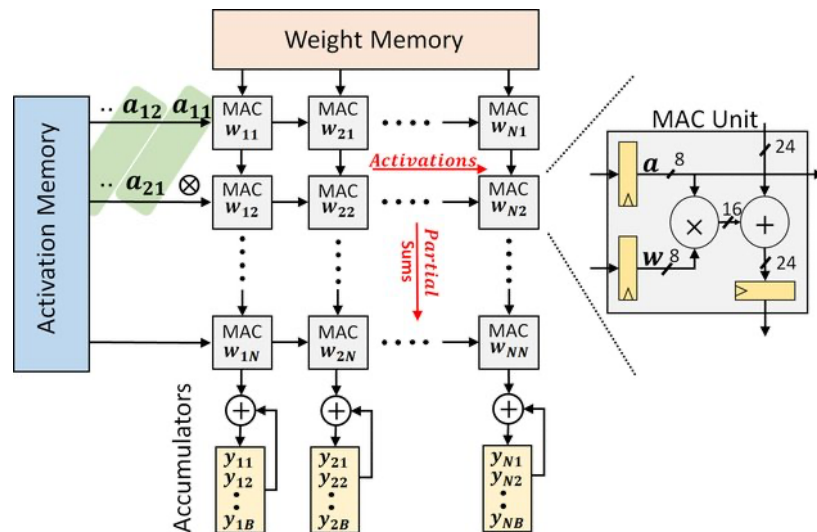 Weight Memory
Activation Memory
.. a12 a11
MAC w11
MAC w21
MAC wN1
MAC Unit
Activations
.. a21 ⊗
MAC w12
MAC w22
MAC wN2
a 8
24
16
×
+
w 8
24
Partial
Sums
MAC w1N
MAC w2N
MAC wNN
Accumulators
+
+
+
y11
y12
y1B
y21
y22
y2B
yN1
yN2
yNB